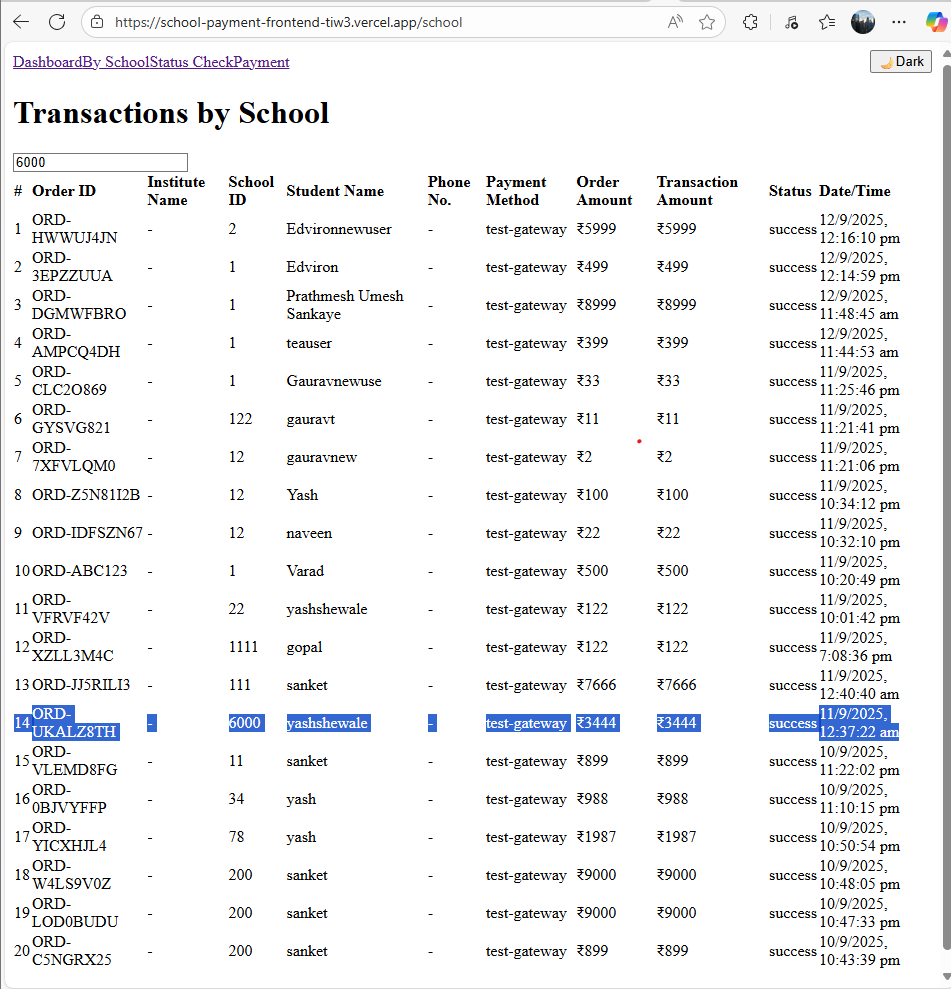 https://school-payment-frontend-tiw3.vercel.app/school
DashboardBy SchoolStatus CheckPayment
🌙 Dark
Transactions by School
6000
# Order ID Institute Name School ID Student Name Phone No. Payment Method Order Amount Transaction Amount Status Date/Time
1 ORD-HWWUJ4JN - 2 Edvironnewuser - test-gateway ₹5999 ₹5999 success 12/9/2025, 12:16:10 pm
2 ORD-3EPZZUUA - 1 Edviron - test-gateway ₹499 ₹499 success 12/9/2025, 12:14:59 pm
3 ORD-DGMWFBRO - 1 Prathmesh Umesh Sankaye - test-gateway ₹8999 ₹8999 success 12/9/2025, 11:48:45 am
4 ORD-AMPCQ4DH - 1 teauser - test-gateway ₹399 ₹399 success 12/9/2025, 11:44:53 am
5 ORD-CLC2O869 - 1 Gauravnewuse - test-gateway ₹33 ₹33 success 11/9/2025, 11:25:46 pm
6 ORD-GYSVG821 - 122 gauravt - test-gateway ₹11 ₹11 success 11/9/2025, 11:21:41 pm
7 ORD-7XFVLQM0 - 12 gauravnew - test-gateway ₹2 ₹2 success 11/9/2025, 11:21:06 pm
8 ORD-Z5N81I2B - 12 Yash - test-gateway ₹100 ₹100 success 11/9/2025, 10:34:12 pm
9 ORD-IDFSZN67 - 12 naveen - test-gateway ₹22 ₹22 success 11/9/2025, 10:32:10 pm
10 ORD-ABC123 - 1 Varad - test-gateway ₹500 ₹500 success 11/9/2025, 10:20:49 pm
11 ORD-VFRVF42V - 22 yashshewale - test-gateway ₹122 ₹122 success 11/9/2025, 10:01:42 pm
12 ORD-XZLL3M4C - 1111 gopal - test-gateway ₹122 ₹122 success 11/9/2025, 7:08:36 pm
13 ORD-JJ5RILI3 - 111 sanket - test-gateway ₹7666 ₹7666 success 11/9/2025, 12:40:40 am
14 ORD-UKALZ8TH - 6000 yashshewale - test-gateway ₹3444 ₹3444 success 11/9/2025, 12:37:22 am
15 ORD-VLEMD8FG - 11 sanket - test-gateway ₹899 ₹899 success 10/9/2025, 11:22:02 pm
16 ORD-0BJVYFFP - 34 yash - test-gateway ₹988 ₹988 success 10/9/2025, 11:10:15 pm
17 ORD-YICXHJL4 - 78 yash - test-gateway ₹1987 ₹1987 success 10/9/2025, 10:50:54 pm
18 ORD-W4LS9V0Z - 200 sanket - test-gateway ₹9000 ₹9000 success 10/9/2025, 10:48:05 pm
19 ORD-LOD0BUDU - 200 sanket - test-gateway ₹9000 ₹9000 success 10/9/2025, 10:47:33 pm
20 ORD-C5NGRX25 - 200 sanket - test-gateway ₹899 ₹899 success 10/9/2025, 10:43:39 pm